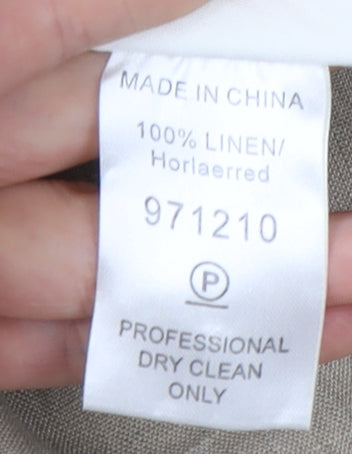 MADE IN CHINA
100% LINEN/
Horlaerred
971210
P
PROFESSIONAL
DRY CLEAN
ONLY